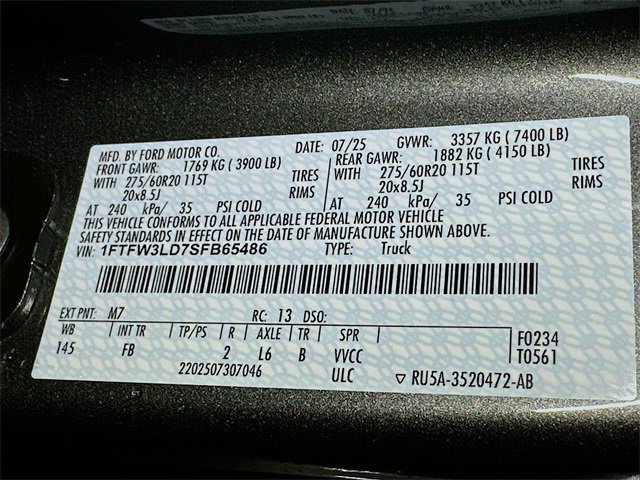 MFD. BY FORD MOTOR CO. DATE: 07/25 GVWR: 3357 KG ( 7400 LB)
FRONT GAWR: 1769 KG ( 3900 LB) REAR GAWR: 1882 KG ( 4150 LB)
WITH 275/60R20 115T TIRES WITH 275/60R20 115T TIRES
20x8.5J RIMS 20x8.5J RIMS
AT 240 kPa/ 35 PSI COLD AT 240 kPa/ 35 PSI COLD
THIS VEHICLE CONFORMS TO ALL APPLICABLE FEDERAL MOTOR VEHICLE
SAFETY STANDARDS IN EFFECT ON THE DATE OF MANUFACTURE SHOWN ABOVE.
VIN: 1FTFW3LD7SFB65486 TYPE: Truck
EXT PNT: M7 RC: 13 DSO:
WB INT TR TP/PS R AXLE TR SPR F0234
145 FB 2 L6 B VVCC T0561
2202507307046 ULC ▽ RU5A-3520472-AB